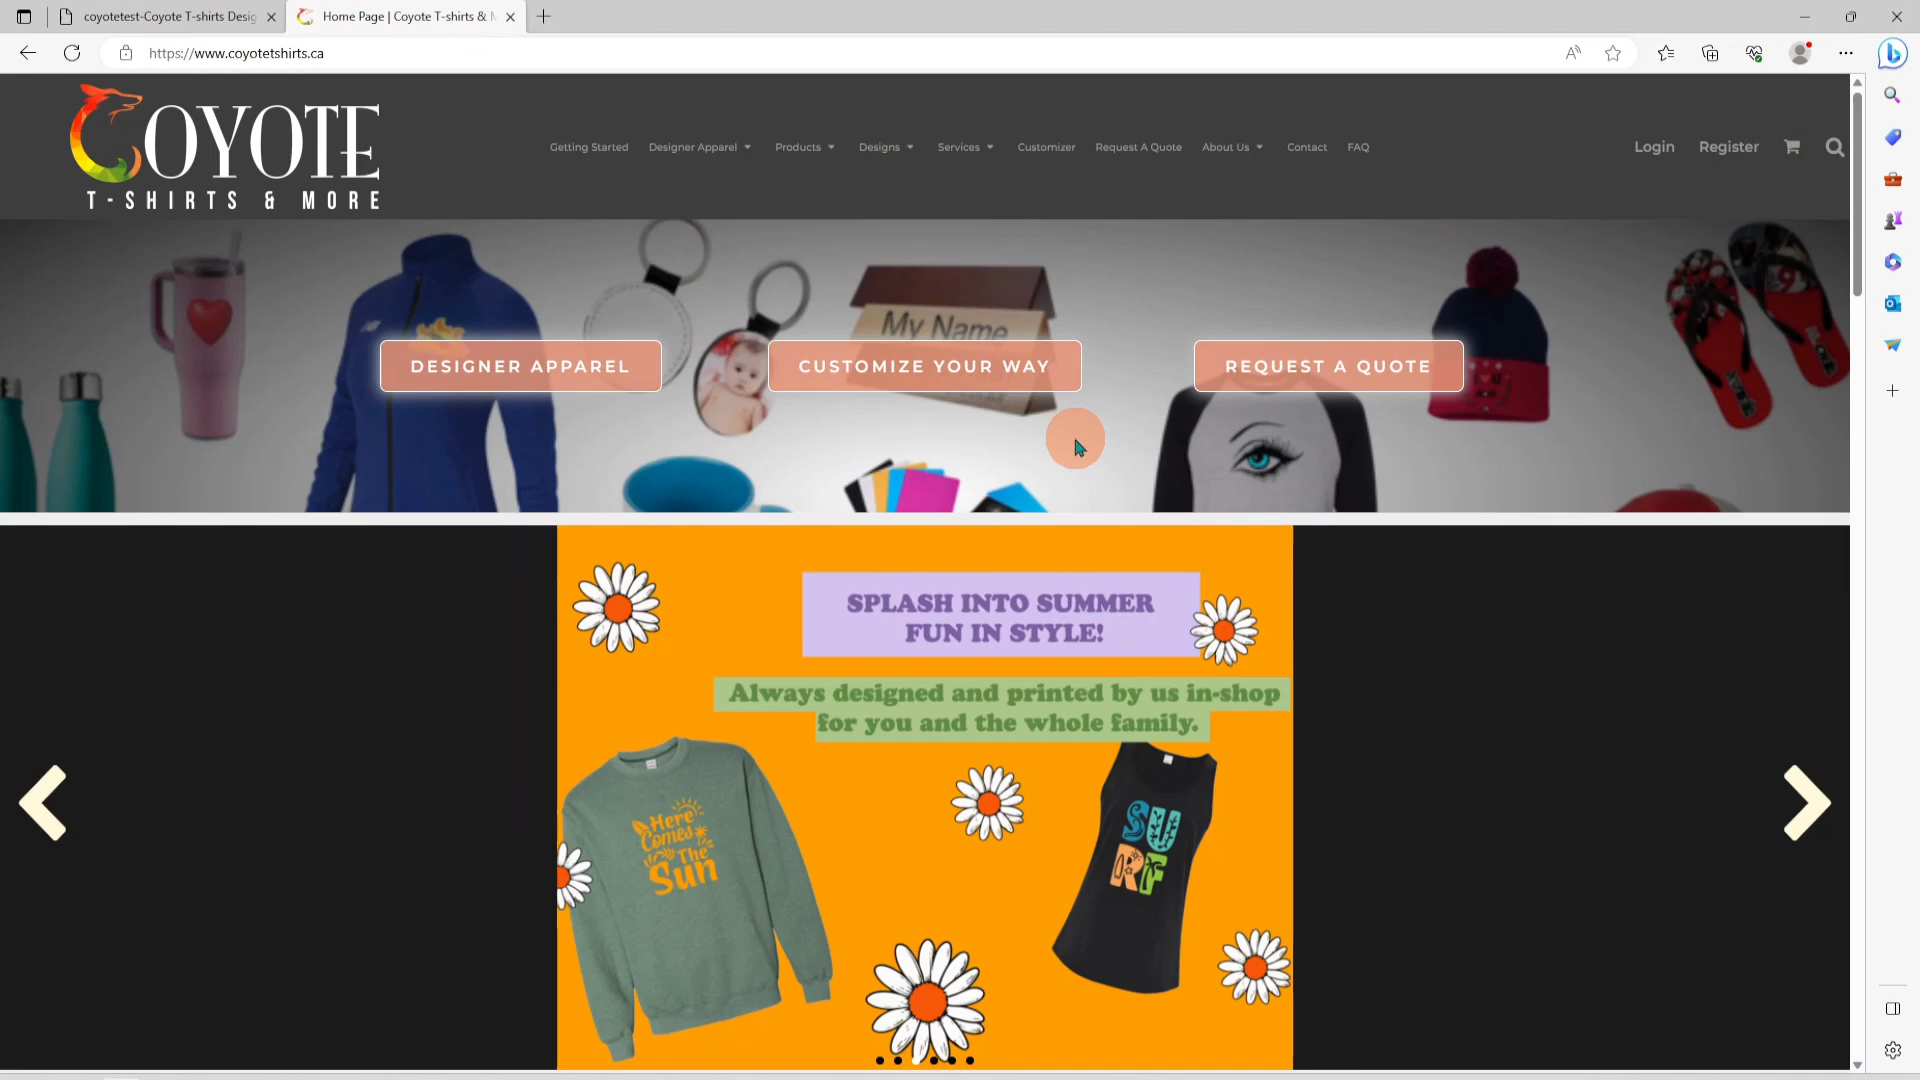 coyotetest-Coyote T-shirts Desig
Home Page | Coyote T-shirts & M
https://www.coyotetshirts.ca
COYOTE
T-SHIRTS & MORE
Getting Started
Designer Apparel
Products
Designs
Services
Customizer
Request A Quote
About Us
Contact
FAQ
Login
Register
My Name
DESIGNER APPAREL
CUSTOMIZE YOUR WAY
REQUEST A QUOTE
SPLASH INTO SUMMER
FUN IN STYLE!
Always designed and printed by us in-shop
for you and the whole family.
Here
Comes
The
Sun
SU
RF